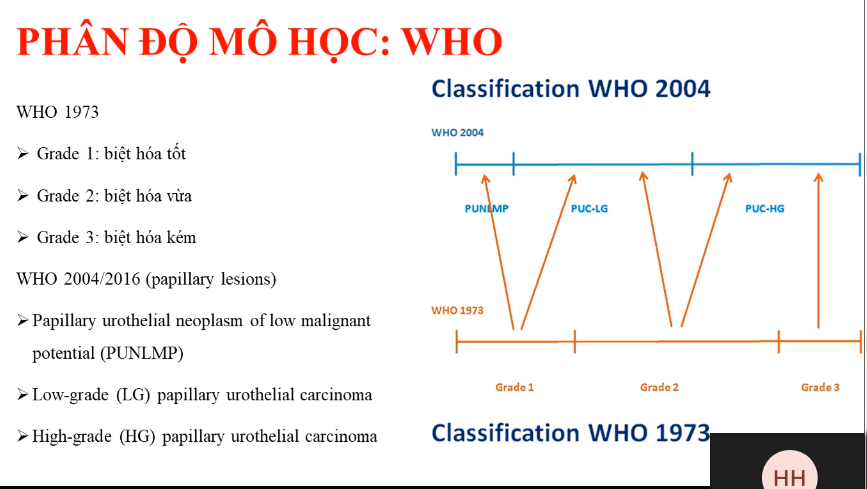 PHÂN ĐỘ MÔ HỌC: WHO
WHO 1973
➢ Grade 1: biệt hóa tốt
➢ Grade 2: biệt hóa vừa
➢ Grade 3: biệt hóa kém
WHO 2004/2016 (papillary lesions)
➢ Papillary urothelial neoplasm of low malignant
potential (PUNLMP)
➢ Low-grade (LG) papillary urothelial carcinoma
➢ High-grade (HG) papillary urothelial carcinoma
Classification WHO 2004
WHO 2004
PUNLMP PUC-LG PUC-HG
WHO 1973
Grade 1 Grade 2 Grade 3
Classification WHO 1973
HH